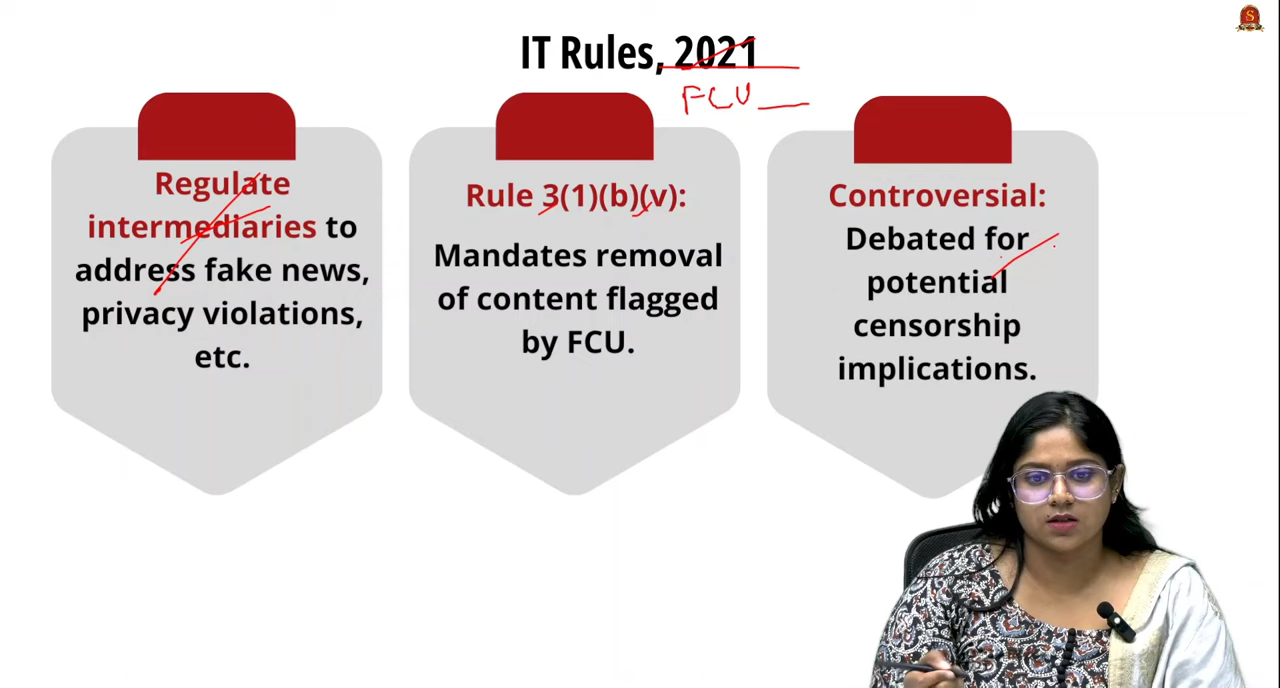 IT Rules, 2021
FCU
Regulate
intermediaries to
address fake news,
privacy violations,
etc.
Rule 3(1)(b)(v):
Mandates removal
of content flagged
by FCU.
Controversial:
Debated for
potential
censorship
implications.